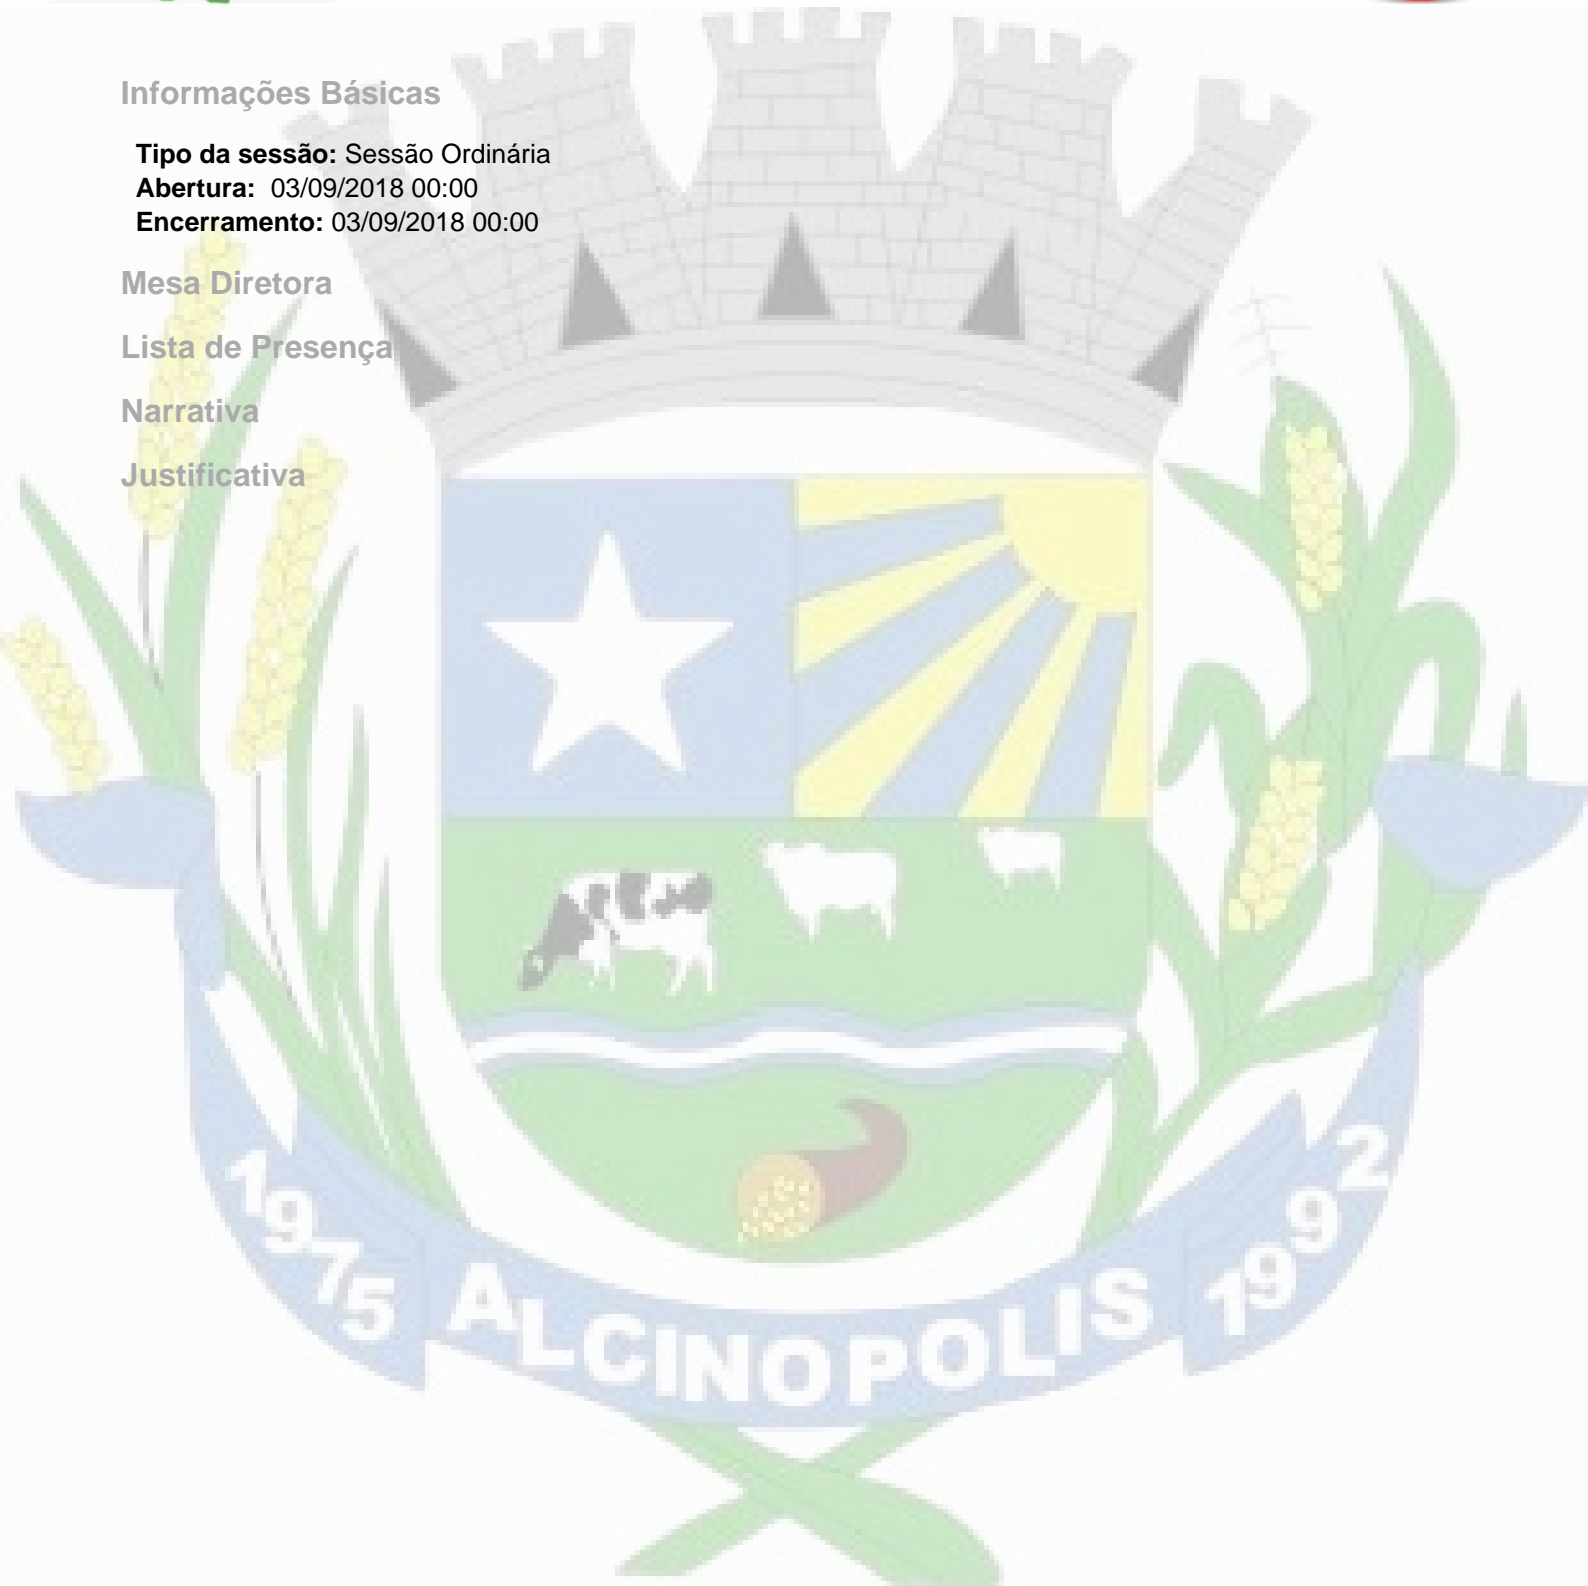 Informações Básicas
Tipo da sessão: Sessão Ordinária
Abertura: 03/09/2018 00:00
Encerramento: 03/09/2018 00:00
Mesa Diretora
Lista de Presença
Narrativa
Justificativa
1975 ALCINOPOLIS 1992